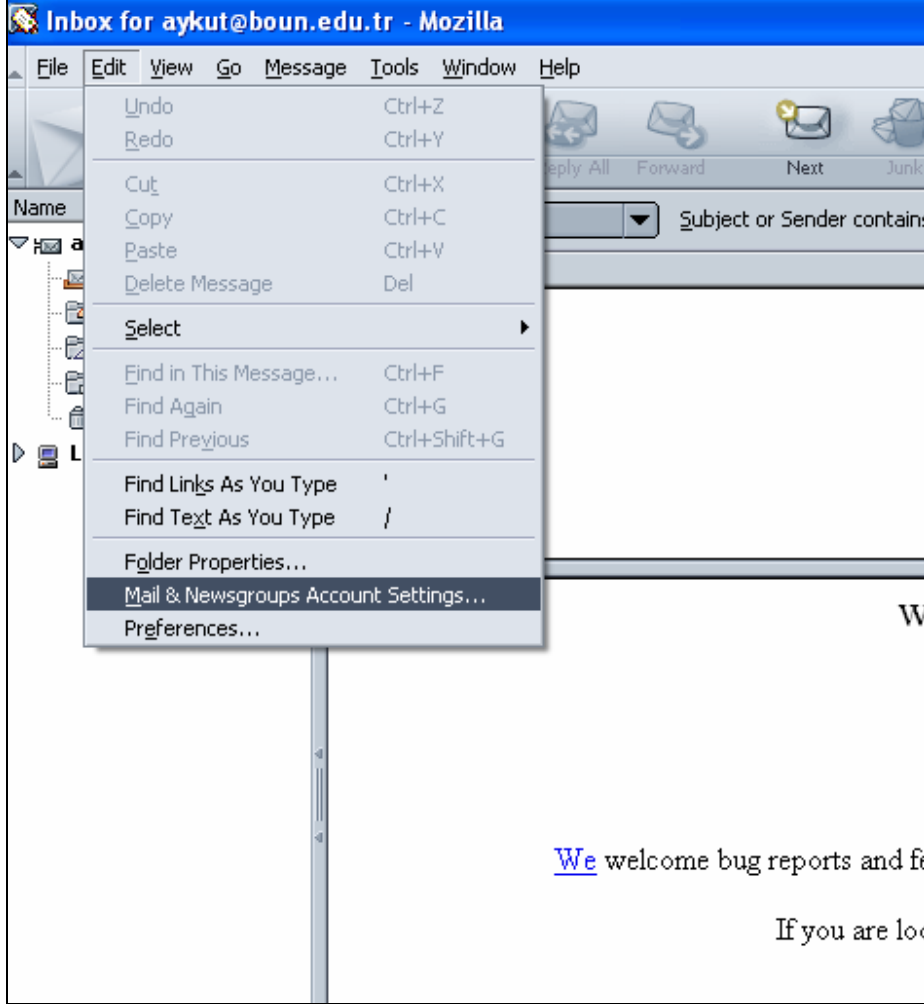 Inbox for aykut@boun.edu.tr - Mozilla
File Edit View Go Message Tools Window Help
Reply All Forward Next Junk
Name
Subject or Sender contains
Undo Ctrl+Z
Redo Ctrl+Y
Cut Ctrl+X
Copy Ctrl+C
Paste Ctrl+V
Delete Message Del
Select
Find in This Message... Ctrl+F
Find Again Ctrl+G
Find Previous Ctrl+Shift+G
Find Links As You Type '
Find Text As You Type /
Folder Properties...
Mail & Newsgroups Account Settings...
Preferences...
We welcome bug reports and
If you are